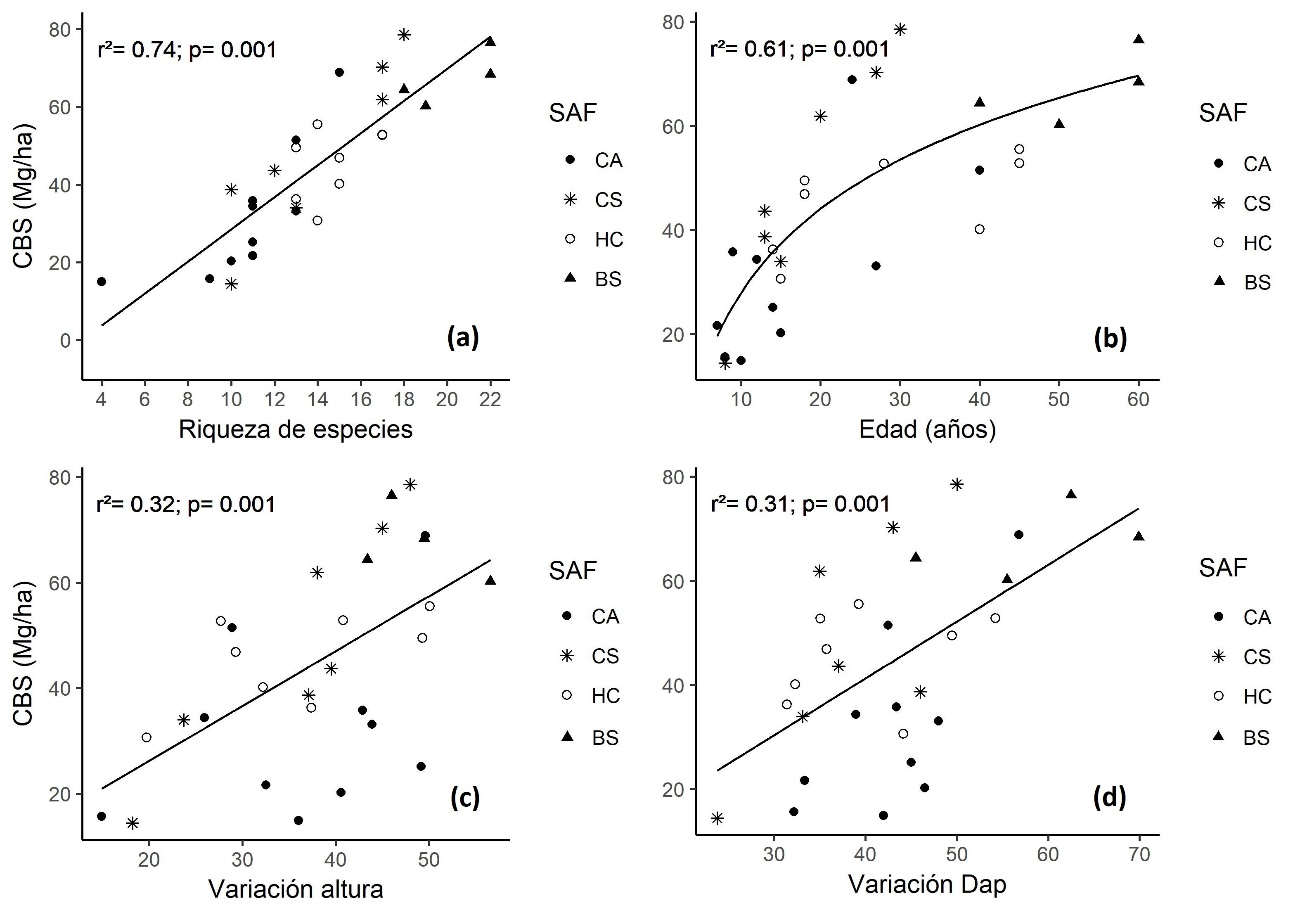 r²= 0.74; p= 0.001
CBS (Mg/ha)
80
60
40
20
0
4 6 8 10 12 14 16 18 20 22
Riqueza de especies
(a)
SAF
CA
CS
HC
BS
r²= 0.61; p= 0.001
80
60
40
20
10 20 30 40 50 60
Edad (años)
(b)
SAF
CA
CS
HC
BS
r²= 0.32; p= 0.001
CBS (Mg/ha)
80
60
40
20
20 30 40 50
Variación altura
(c)
SAF
CA
CS
HC
BS
r²= 0.31; p= 0.001
80
60
40
20
30 40 50 60 70
Variación Dap
(d)
SAF
CA
CS
HC
BS